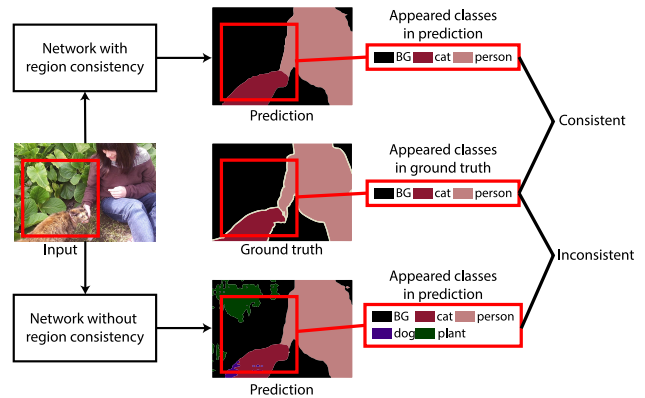 Network with
region consistency
Prediction
Appeared classes
in prediction
BG cat person
Consistent
Input
Ground truth
Appeared classes
in ground truth
BG cat person
Inconsistent
Network without
region consistency
Prediction
Appeared classes
in prediction
BG cat person
dog plant